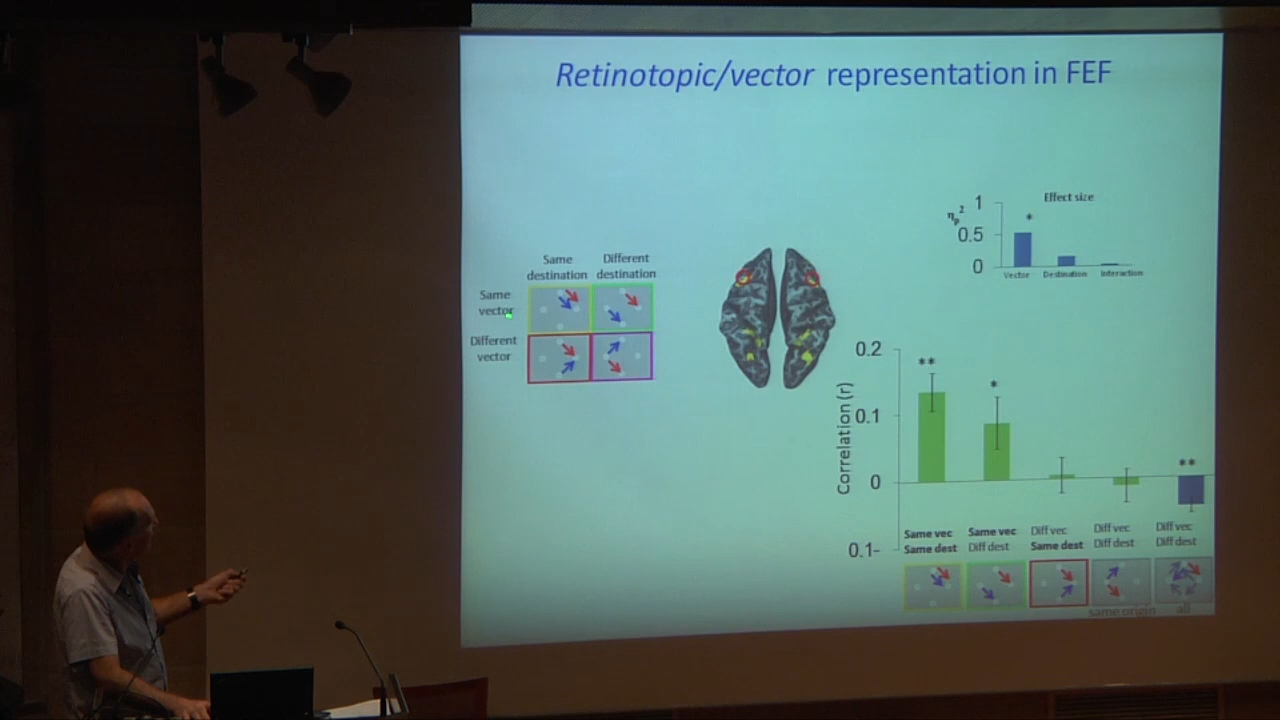 Retinotopic/vector representation in FEF
Effect size
ηp²
1
*
0.5
0
Vector Destination Interaction
Same destination
Different destination
Same vector
Different vector
Correlation (r)
0.2
0.1
0
0.1-
**
*
**
Same vec
Same dest
Same vec
Diff dest
Diff vec
Same dest
Diff vec
Diff dest
Diff vec
Diff dest
same origin
all